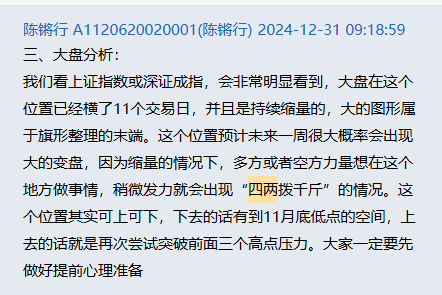 陈锵行 A1120620020001(陈锵行) 2024-12-31 09:18:59
三、大盘分析：
我们看上证指数或深证成指，会非常明显看到，大盘在这个
位置已经横了11个交易日，并且是持续缩量的，大的图形属
于旗形整理的末端。这个位置预计未来一周很大概率会出现
大的变盘，因为缩量的情况下，多方或者空方力量想在这个
地方做事情，稍微发力就会出现“四两拨千斤”的情况。这
个位置其实可上可下，下去的话有到11月底低点的空间，上
去的话就是再次尝试突破前面三个高点压力。大家一定要先
做好提前心理准备